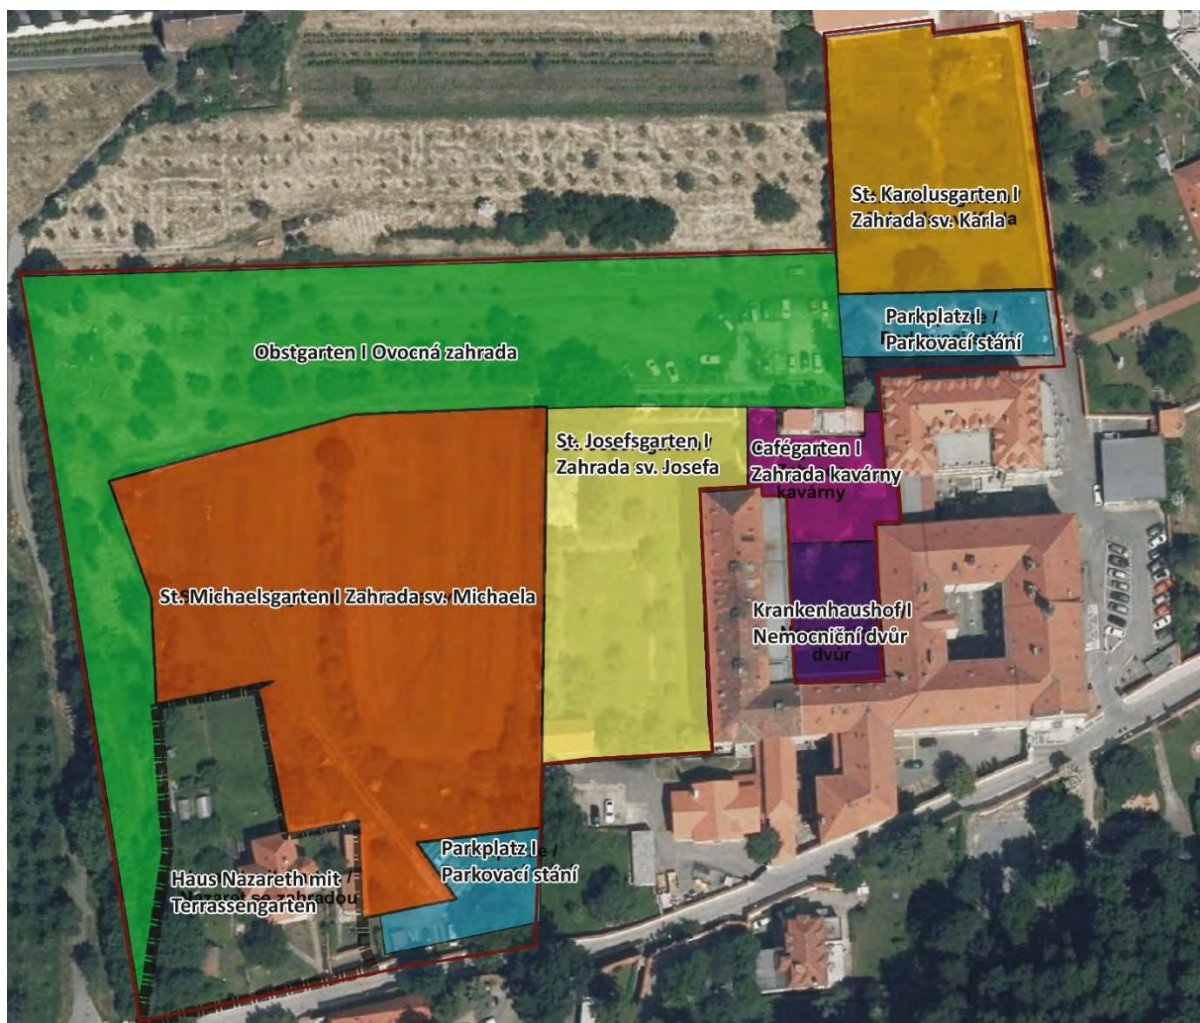 St. Karolusgarten I
Zahrada sv. Karla
Parkplatz I
Parkovací stání
Obstgarten I Ovocná zahrada
St. Josefsgarten I
Zahrada sv. Josefa
Cafégarten I
Zahrada kavárny
kavárny
St. Michaelsgarten I Zahrada sv. Michaela
Krankenhaushof I
Nemocniční dvůr
dvůr
Parkplatz I
Parkovací stání
Haus Nazareth mit
Terrassengarten